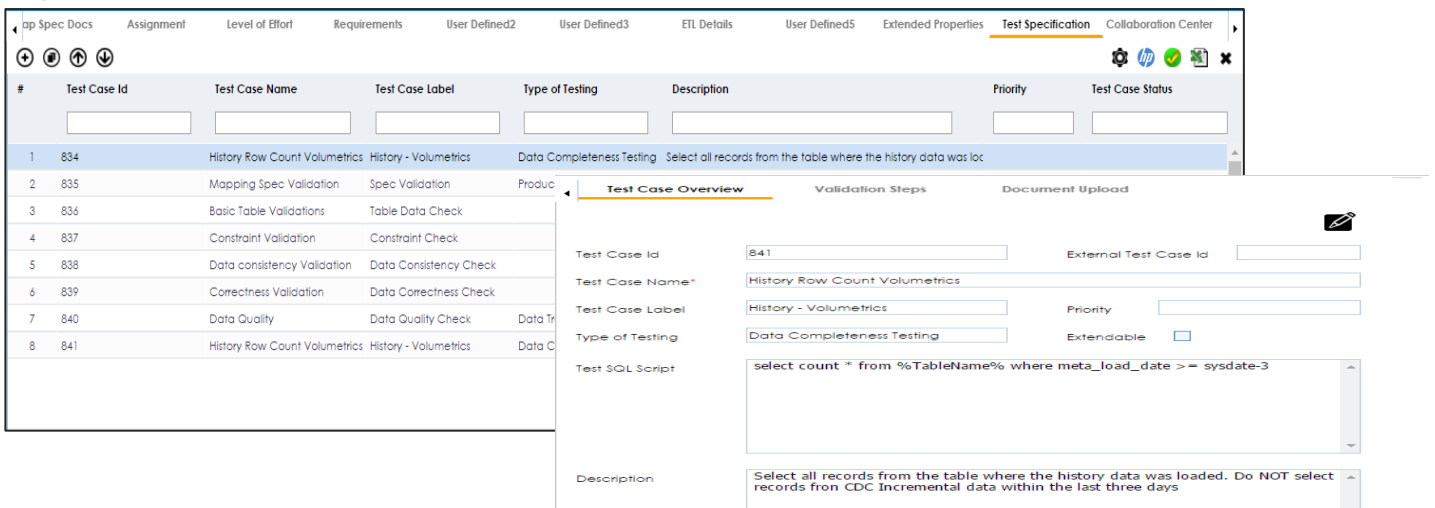 ap Spec Docs Assignment Level of Effort Requirements User Defined2 User Defined3 ETL Details User Defined5 Extended Properties Test Specification Collaboration Center
hp
# Test Case Id Test Case Name Test Case Label Type of Testing Description Priority Test Case Status
1 834 History Row Count Volumetrics History - Volumetrics Data Completeness Testing Select all records from the table where the history data was loc
2 835 Mapping Spec Validation Spec Validation Produc
3 836 Basic Table Validations Table Data Check
4 837 Constraint Validation Constraint Check
5 838 Data consistency Validation Data Consistency Check
6 839 Correctness Validation Data Correctness Check
7 840 Data Quality Data Quality Check Data Tr
8 841 History Row Count Volumetrics History - Volumetrics Data C
Test Case Overview Validation Steps Document Upload
Test Case Id 841 External Test Case Id
Test Case Name* History Row Count Volumetrics
Test Case Label History - Volumetrics Priority
Type of Testing Data Completeness Testing Extendable
Test SQL Script select count * from %TableName% where meta_load_date >= sysdate-3
Description Select all records from the table where the history data was loaded. Do NOT select
records fron CDC Incremental data within the last three days